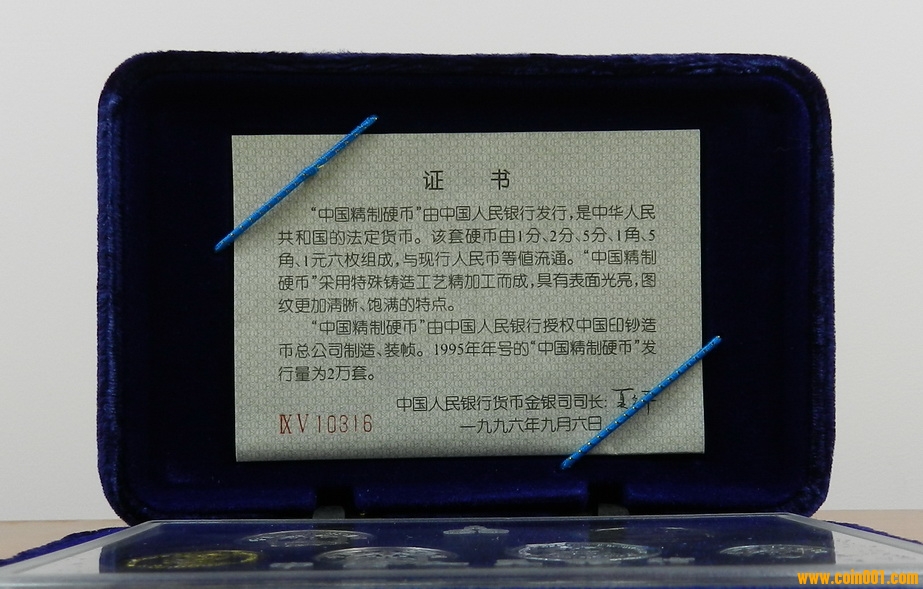 证 书
“中国精制硬币”由中国人民银行发行,是中华人民
共和国的法定货币。该套硬币由1分、2分、5分、1角、5
角、1元六枚组成,与现行人民币等值流通。“中国精制
硬币”采用特殊铸造工艺精加工而成,具有表面光亮,图
纹更加清晰、饱满的特点。
“中国精制硬币”由中国人民银行授权中国印钞造
币总公司制造、装帧。1995年年号的“中国精制硬币”发
行量为2万套。
中国人民银行货币金银司司长:
一九九六年九月六日
ⅨV10316
www.coin001.com